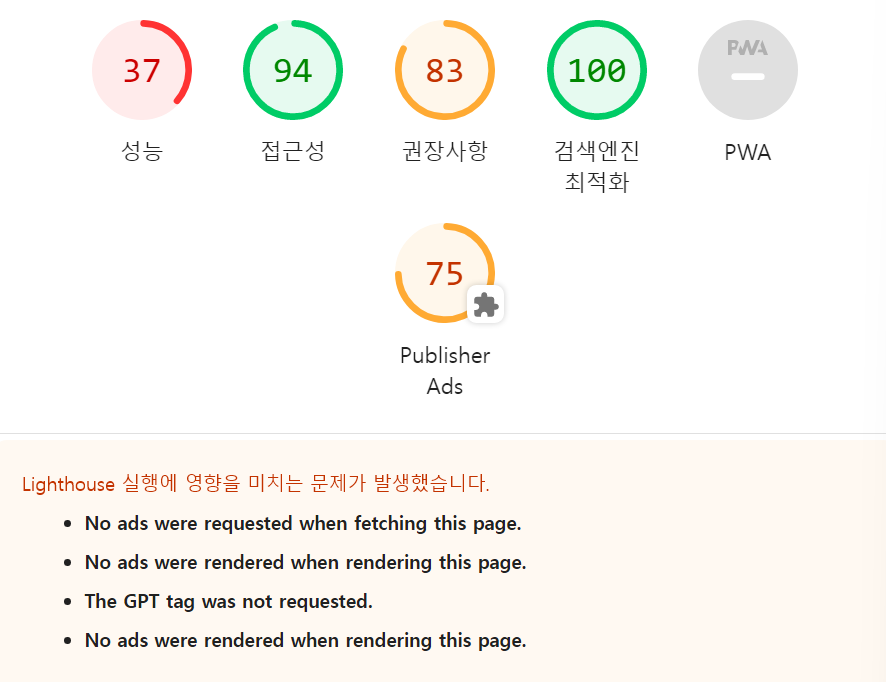 37
94
83
100
PWA
성능
접근성
권장사항
검색엔진
최적화
PWA
75
Publisher
Ads
Lighthouse 실행에 영향을 미치는 문제가 발생했습니다.
No ads were requested when fetching this page.
No ads were rendered when rendering this page.
The GPT tag was not requested.
No ads were rendered when rendering this page.